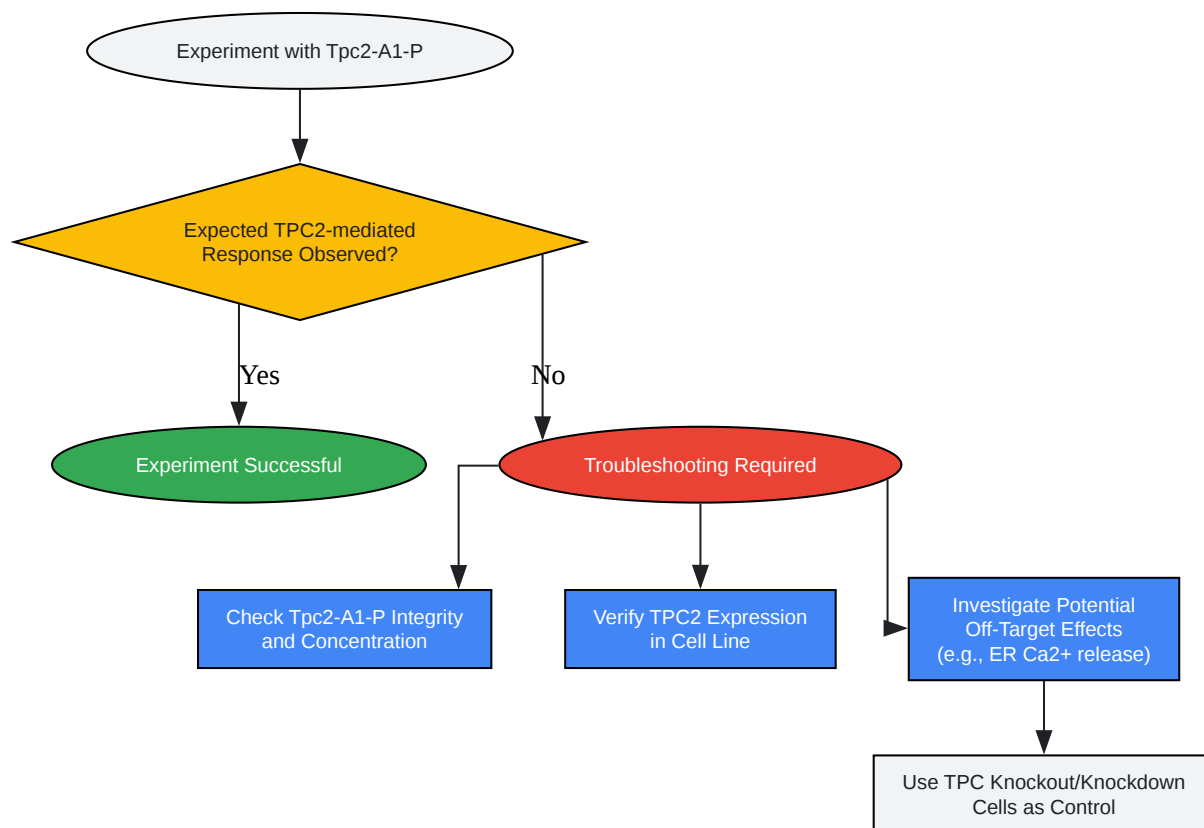 Experiment with Tpc2-A1-P
Expected TPC2-mediated
Response Observed?
Yes
No
Experiment Successful
Troubleshooting Required
Check Tpc2-A1-P Integrity
and Concentration
Verify TPC2 Expression
in Cell Line
Investigate Potential
Off-Target Effects
(e.g., ER Ca2+ release)
Use TPC Knockout/Knockdown
Cells as Control